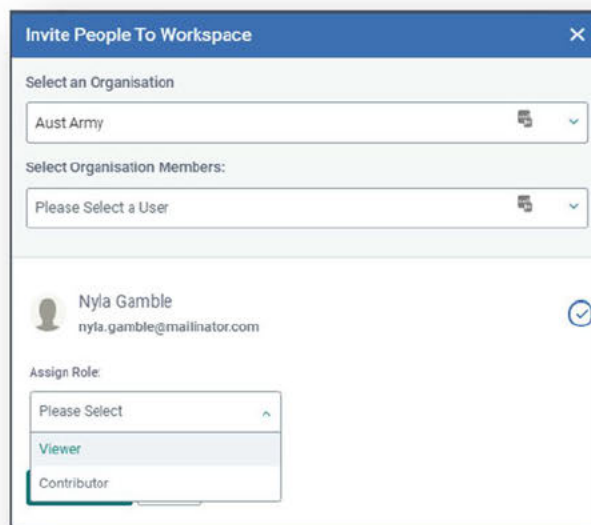 Invite People To Workspace
Select an Organisation
Aust Army
Select Organisation Members:
Please Select a User
Nyla Gamble
nyla.gamble@mailinator.com
Assign Role:
Please Select
Viewer
Contributor